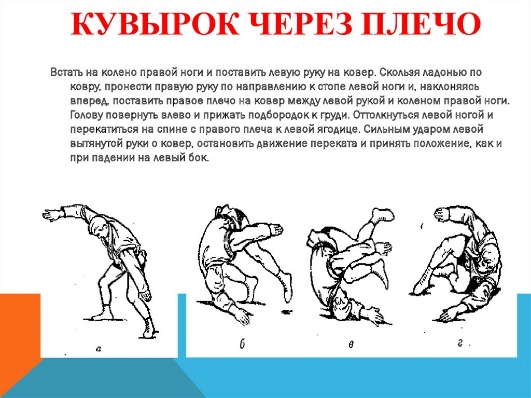 КУВЫРОК ЧЕРЕЗ ПЛЕЧО
Встать на колено правой ноги и поставить левую руку на ковер. Скользя ладонью по
ковру, пронести правую руку по направлению к стопе левой ноги и, наклоняясь
вперед, поставить правое плечо на ковер между левой рукой и коленом правой ноги.
Голову повернуть влево и прижать подбородок к груди. Оттолкнуться левой ногой и
перекатиться на спине с правого плеча к левой ягодице. Сильным ударом левой
вытянутой руки о ковер, остановить движение переката и принять положение, как и
при падении на левый бок.
а б в г